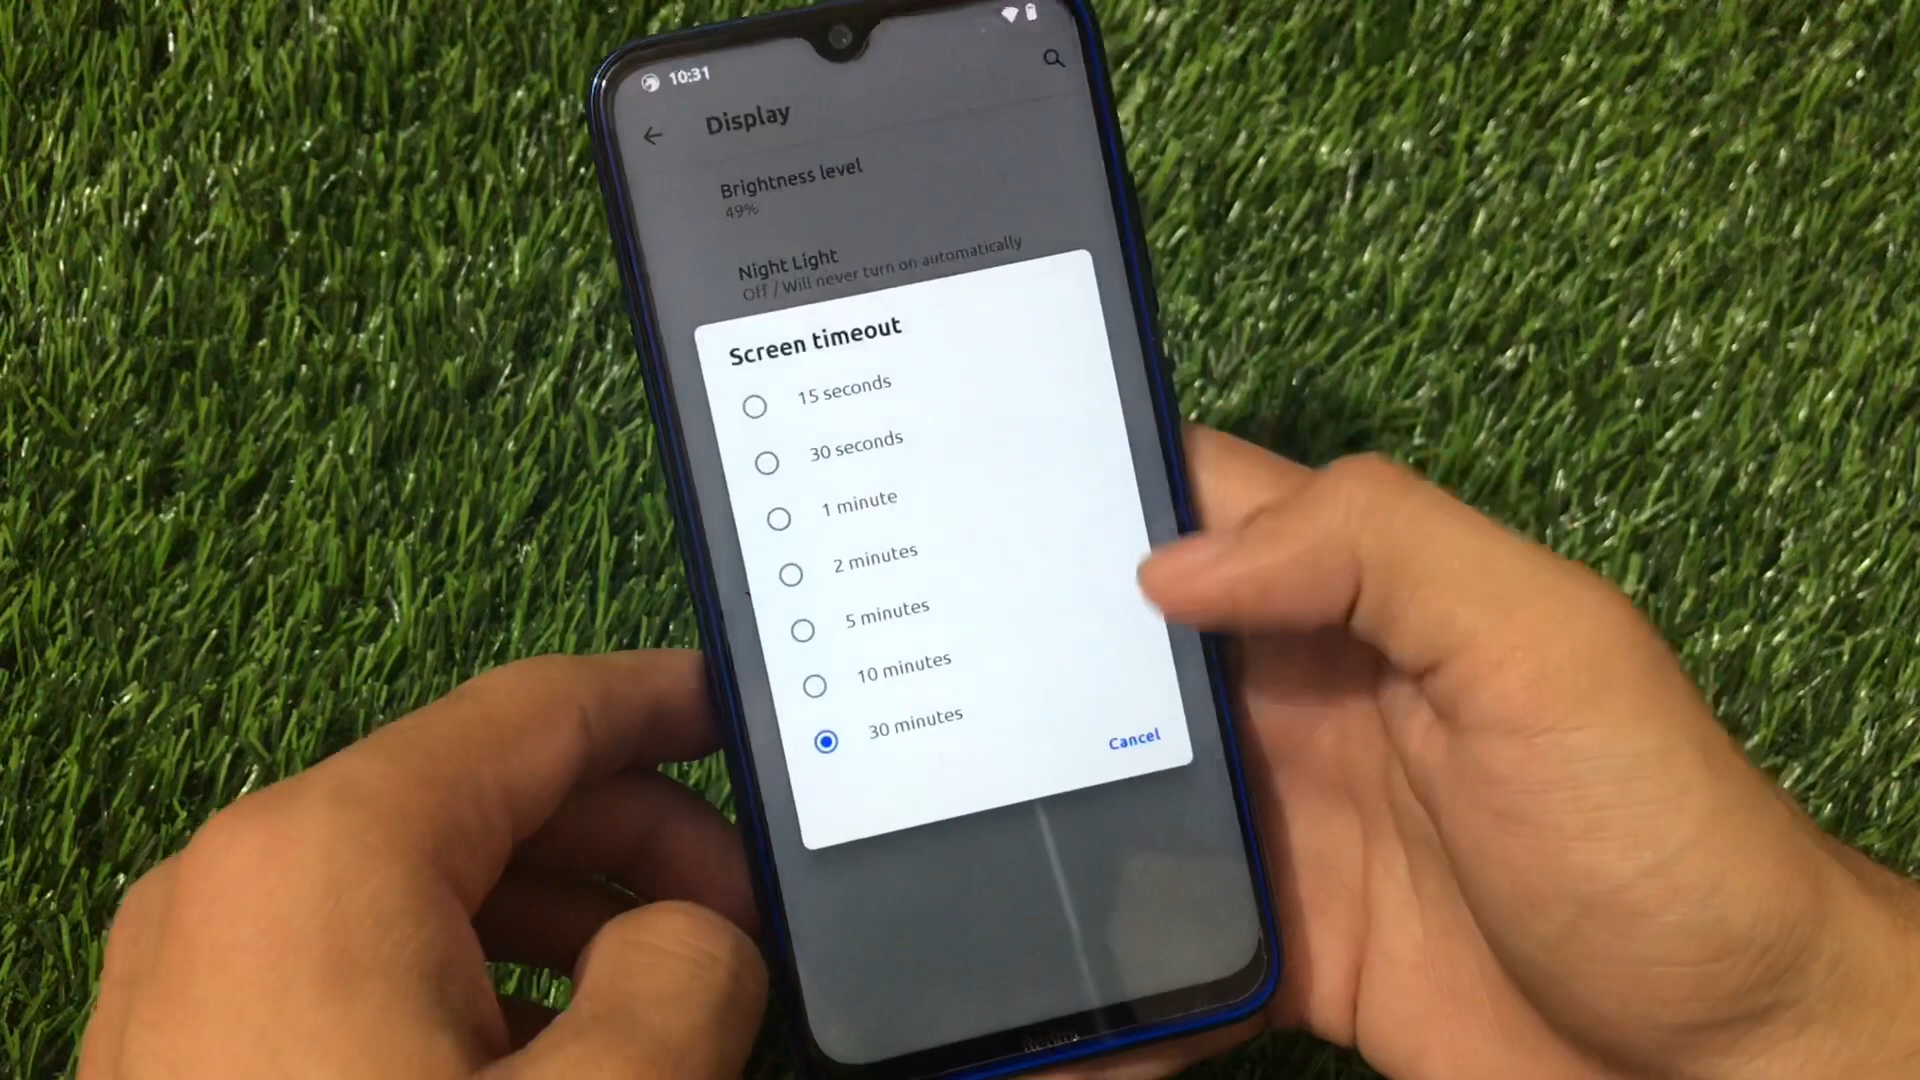 10:31
Display
Brightness level
49%
Night Light
Off / Will never turn on automatically
Screen timeout
15 seconds
30 seconds
1 minute
2 minutes
5 minutes
10 minutes
30 minutes
Cancel
Redmi